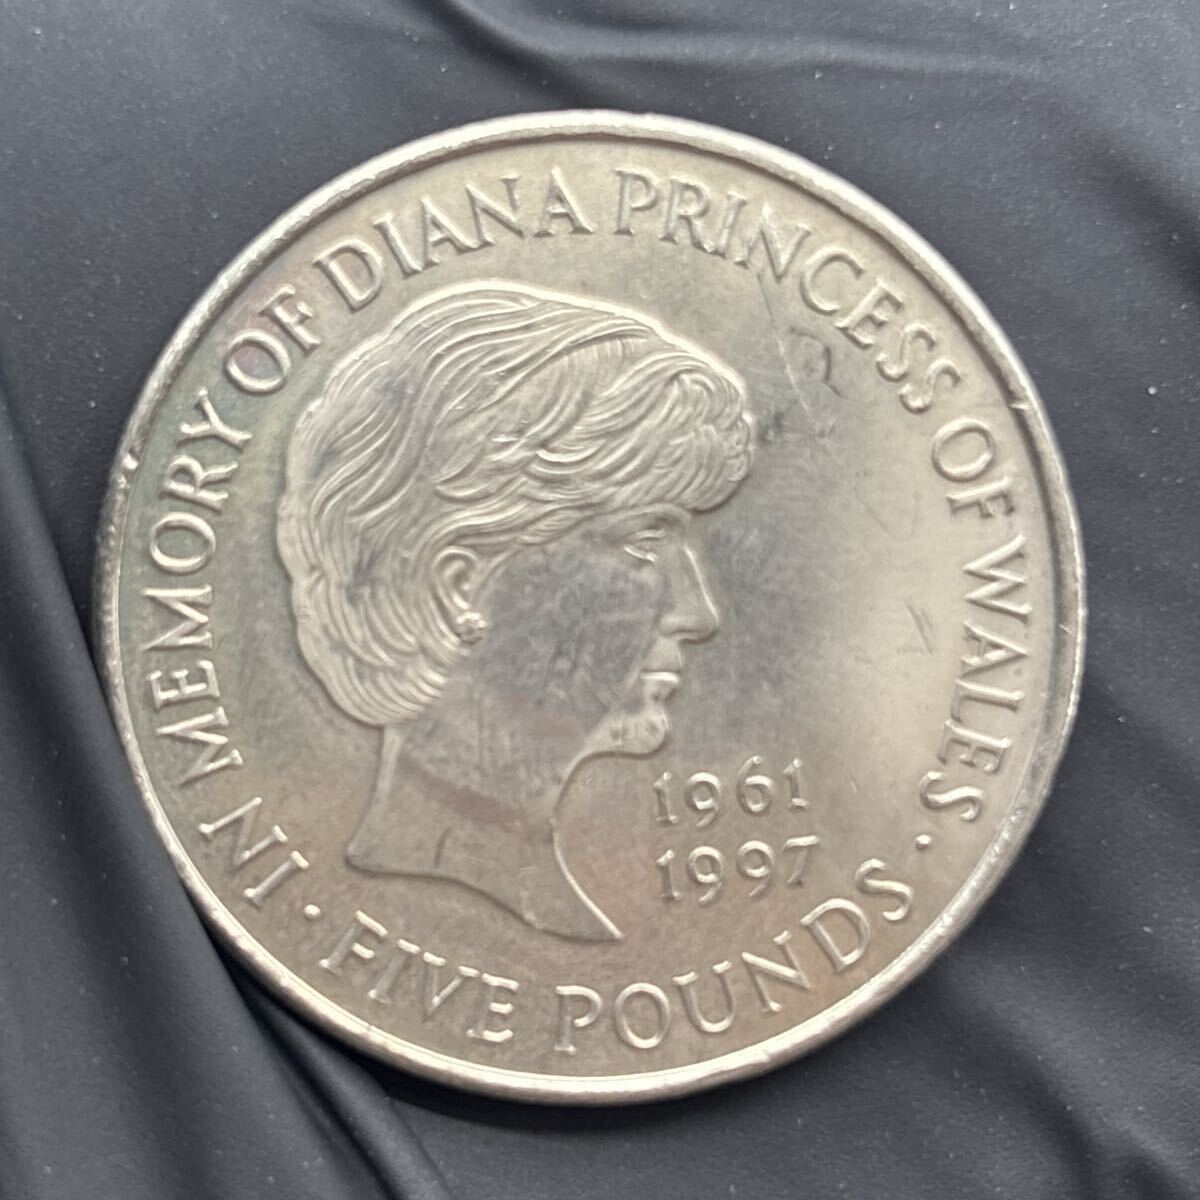 IN MEMORY OF DIANA PRINCESS OF WALES
1961
1997
· FIVE POUNDS ·